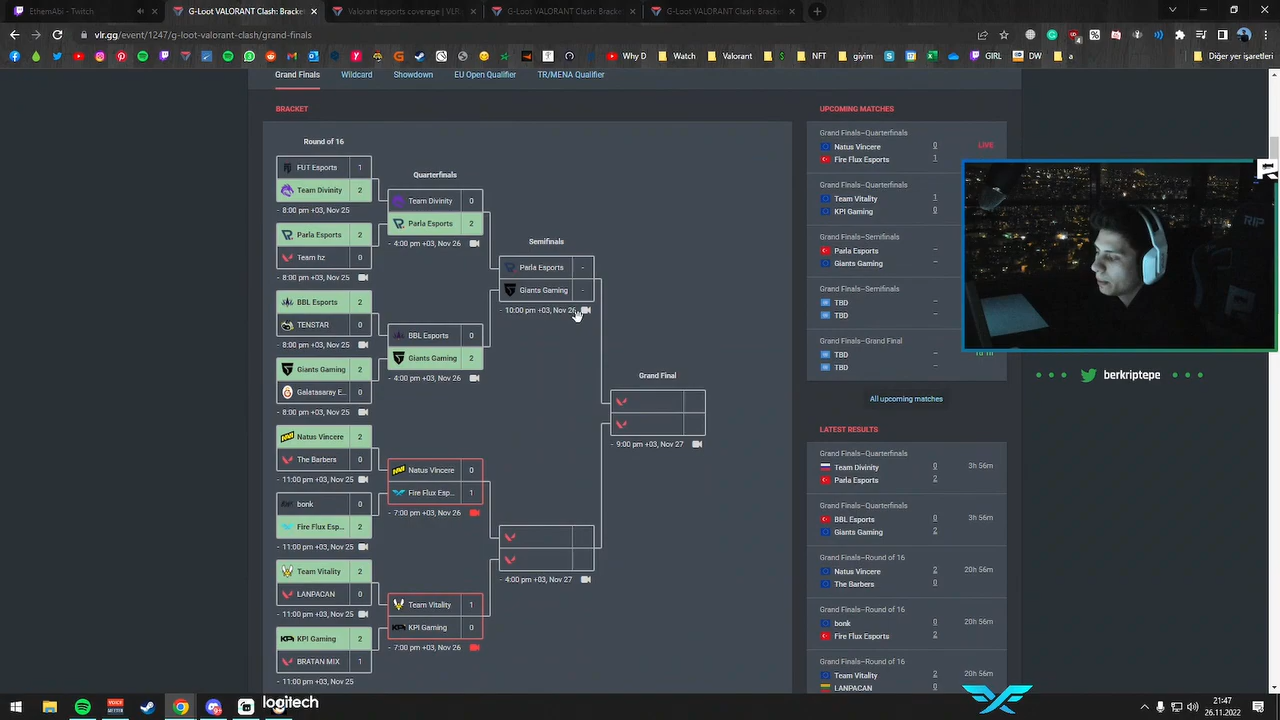 EthemAbi - Twitch
G-Loot VALORANT Clash: Bracket
Valorant esports coverage | VLR
G-Loot VALORANT Clash: Bracket
G-Loot VALORANT Clash: Bracke
vlr.gg/event/1247/g-loot-valorant-clash/grand-finals
Why D
Watch
Valorant
NFT
giyim
GIRL
a
Diğer yer işaretleri
Grand Finals
Wildcard
Showdown
EU Open Qualifier
TR/MENA Qualifier
BRACKET
Round of 16
FUT Esports 1
Team Divinity 2
- 8:00 pm +03, Nov 25
Parla Esports 2
Team hz 0
- 8:00 pm +03, Nov 25
BBL Esports 2
TENSTAR 0
- 8:00 pm +03, Nov 25
Giants Gaming 2
Galatasaray E... 0
- 8:00 pm +03, Nov 25
Natus Vincere 2
The Barbers 0
- 11:00 pm +03, Nov 25
bonk 0
Fire Flux Esp... 2
- 11:00 pm +03, Nov 25
Team Vitality 2
LANPACAN 0
- 11:00 pm +03, Nov 25
KPI Gaming 2
BRATAN MIX 1
- 11:00 pm +03, Nov 25
Quarterfinals
Team Divinity 0
Parla Esports 2
- 4:00 pm +03, Nov 26
BBL Esports 0
Giants Gaming 2
- 4:00 pm +03, Nov 26
Natus Vincere 0
Fire Flux Esp... 1
- 7:00 pm +03, Nov 26
Team Vitality 1
KPI Gaming 0
- 7:00 pm +03, Nov 26
Semifinals
Parla Esports -
Giants Gaming -
- 10:00 pm +03, Nov 26
- 4:00 pm +03, Nov 27
Grand Final
- 9:00 pm +03, Nov 27
UPCOMING MATCHES
Grand Finals–Quarterfinals
Natus Vincere 0
LIVE
Fire Flux Esports 1
Grand Finals–Quarterfinals
Team Vitality 1
KPI Gaming 0
Grand Finals–Semifinals
Parla Esports –
Giants Gaming –
Grand Finals–Semifinals
TBD –
TBD –
Grand Finals–Grand Final
TBD –
TBD –
All upcoming matches
LATEST RESULTS
Grand Finals–Quarterfinals
Team Divinity 0 3h 56m
Parla Esports 2
Grand Finals–Quarterfinals
BBL Esports 0 3h 56m
Giants Gaming 2
Grand Finals–Round of 16
Natus Vincere 2 20h 56m
The Barbers 0
Grand Finals–Round of 16
bonk 0 20h 56m
Fire Flux Esports 2
Grand Finals–Round of 16
Team Vitality 2 20h 56m
LANPACAN 0
RIP
berkriptepe
VOICE
MEETER
logitech
21:47
26.11.2022